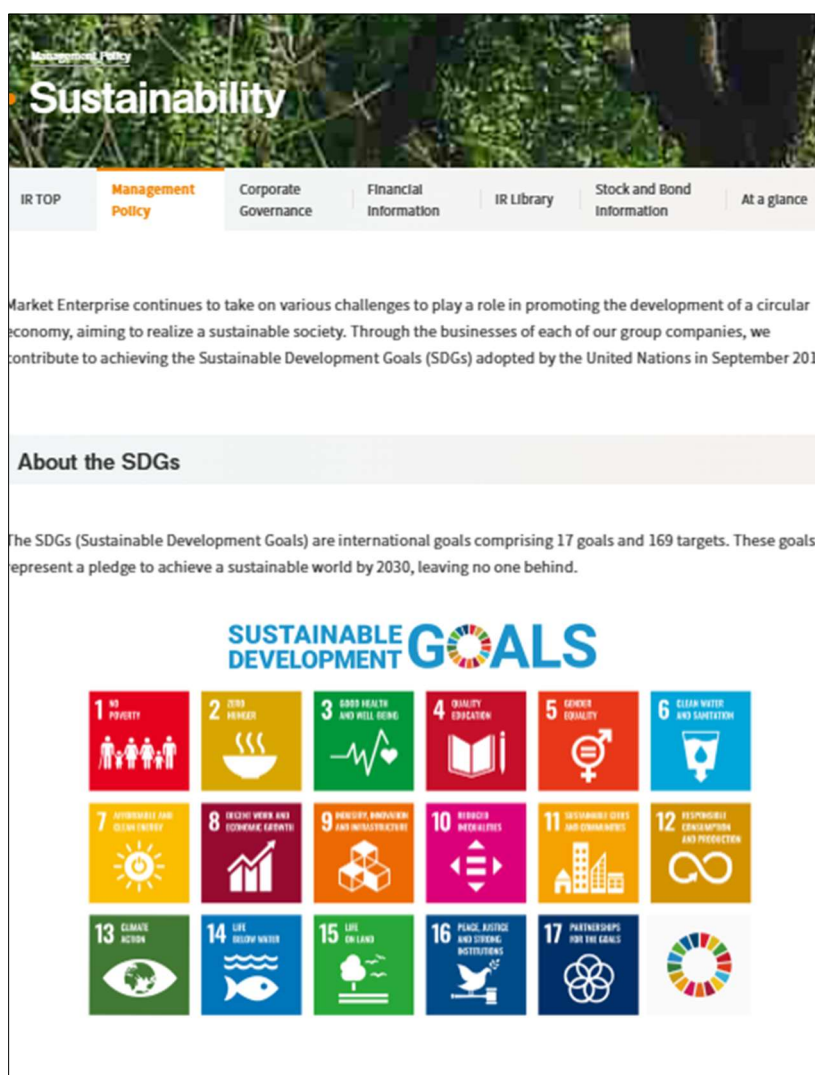 Management Policy
Sustainability
IR TOP
Management
Policy
Corporate
Governance
Financial
Information
IR Library
Stock and Bond
Information
At a glance
Market Enterprise continues to take on various challenges to play a role in promoting the development of a circular
economy, aiming to realize a sustainable society. Through the businesses of each of our group companies, we
contribute to achieving the Sustainable Development Goals (SDGs) adopted by the United Nations in September 201
About the SDGs
The SDGs (Sustainable Development Goals) are international goals comprising 17 goals and 169 targets. These goals
represent a pledge to achieve a sustainable world by 2030, leaving no one behind.
SUSTAINABLE
DEVELOPMENT GOALS
1 NO
POVERTY
2 ZERO
HUNGER
3 GOOD HEALTH
AND WELL-BEING
4 QUALITY
EDUCATION
5 GENDER
EQUALITY
6 CLEAN WATER
AND SANITATION
7 AFFORDABLE AND
CLEAN ENERGY
8 DECENT WORK AND
ECONOMIC GROWTH
9 INDUSTRY, INNOVATION
AND INFRASTRUCTURE
10 REDUCED
INEQUALITIES
11 SUSTAINABLE CITIES
AND COMMUNITIES
12 RESPONSIBLE
CONSUMPTION
AND PRODUCTION
13 CLIMATE
ACTION
14 LIFE
BELOW WATER
15 LIFE
ON LAND
16 PEACE, JUSTICE
AND STRONG
INSTITUTIONS
17 PARTNERSHIPS
FOR THE GOALS